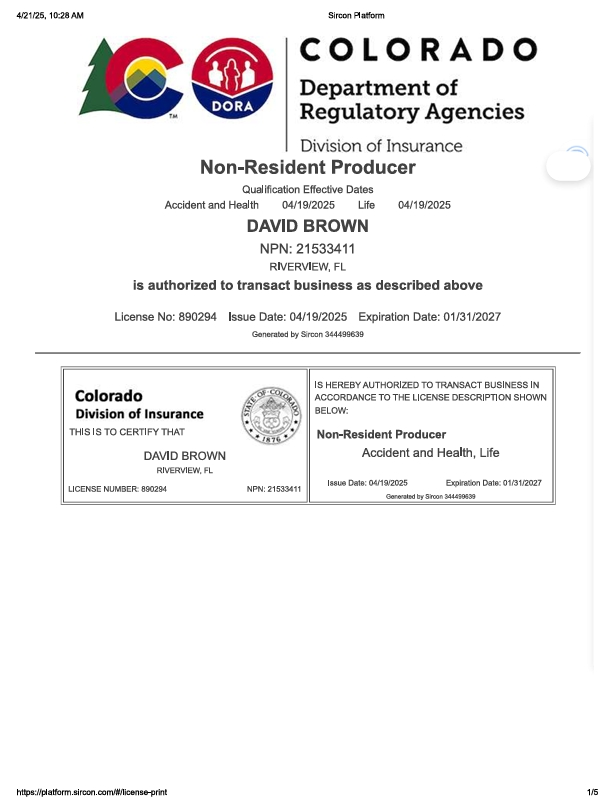 4/21/25, 10:28 AM Sircon Platform
COLORADO
TM
DORA
Department of
Regulatory Agencies
Division of Insurance
Non-Resident Producer
Qualification Effective Dates
Accident and Health 04/19/2025 Life 04/19/2025
DAVID BROWN
NPN: 21533411
RIVERVIEW, FL
is authorized to transact business as described above
License No: 890294 Issue Date: 04/19/2025 Expiration Date: 01/31/2027
Generated by Sircon 344499639
Colorado
Division of Insurance
STATE OF COLORADO
1876
THIS IS TO CERTIFY THAT
DAVID BROWN
RIVERVIEW, FL
LICENSE NUMBER: 890294 NPN: 21533411
IS HEREBY AUTHORIZED TO TRANSACT BUSINESS IN
ACCORDANCE TO THE LICENSE DESCRIPTION SHOWN
BELOW:
Non-Resident Producer
Accident and Health, Life
Issue Date: 04/19/2025 Expiration Date: 01/31/2027
Generated by Sircon 344499639
https://platform.sircon.com/#/license-print 1/5